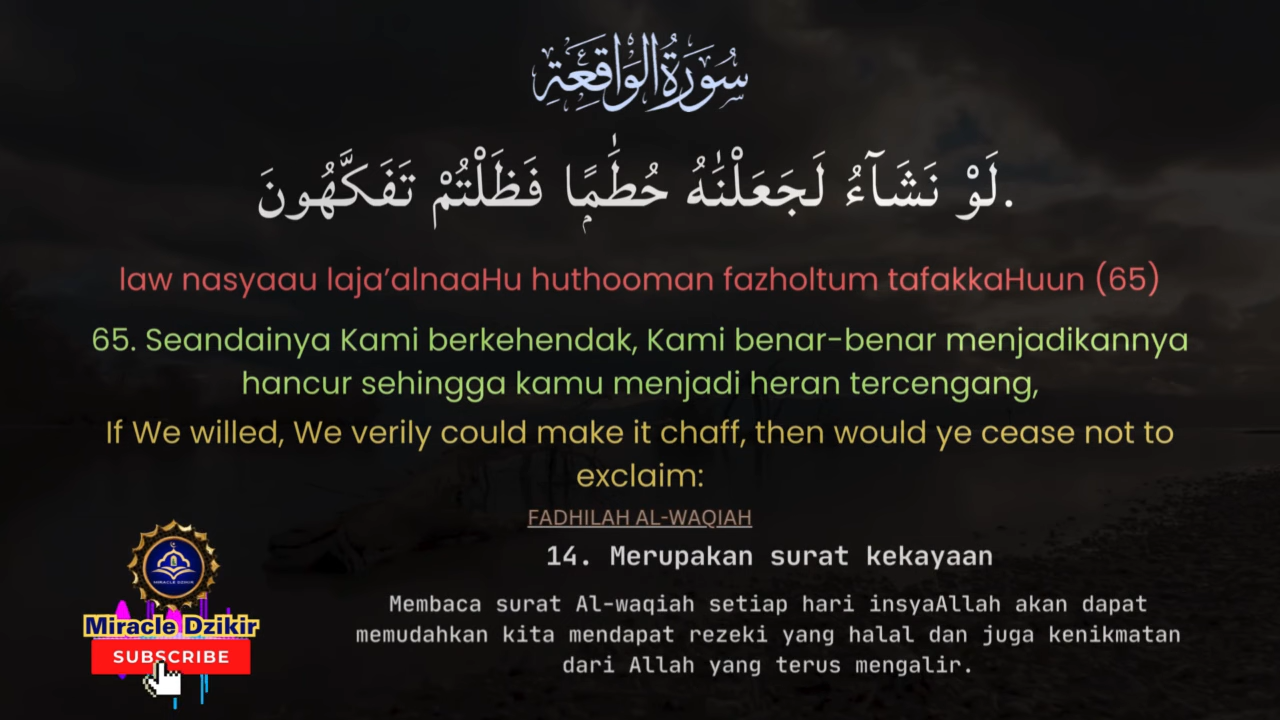 سُورَةُ الوَاقِعَةِ
لَوْ نَشَآءُ لَجَعَلْنٰهُ حُطَٰمًۭا فَظَلْتُمْ تَفَكَّهُونَ.
law nasyaau laja’alnaaHu huthooman fazholtum tafakkaHuun (65)
65. Seandainya Kami berkehendak, Kami benar-benar menjadikannya
hancur sehingga kamu menjadi heran tercengang,
If We willed, We verily could make it chaff, then would ye cease not to
exclaim:
FADHILAH AL-WAQIAH
14. Merupakan surat kekayaan
Membaca surat Al-waqiah setiap hari insyaAllah akan dapat
memudahkan kita mendapat rezeki yang halal dan juga kenikmatan
dari Allah yang terus mengalir.
MIRACLE DZIKIR
Miracle Dzikir
SUBSCRIBE